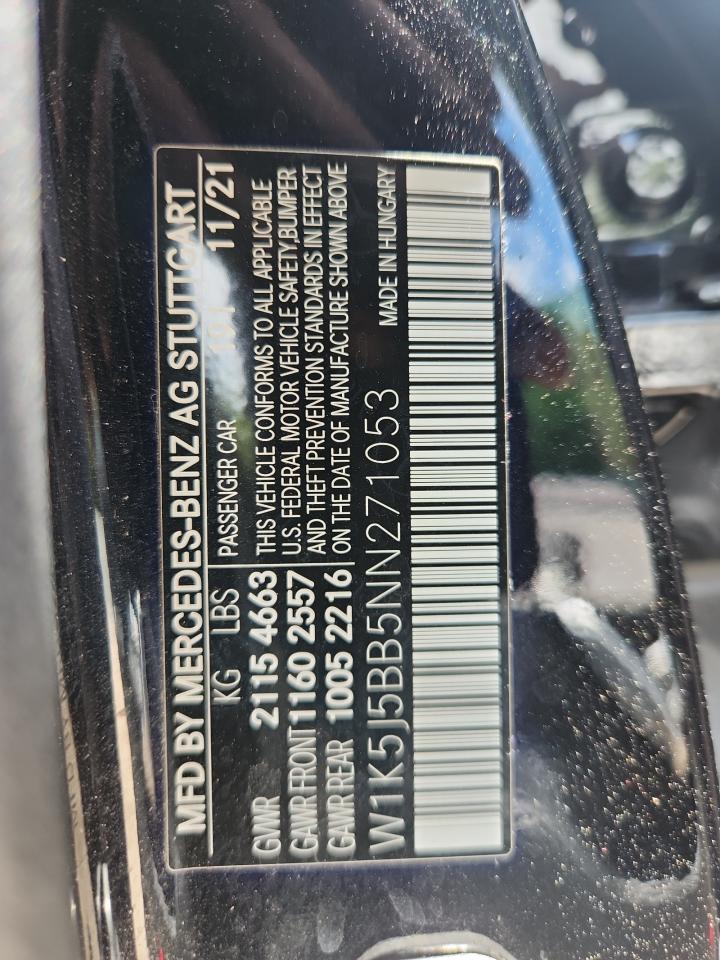 MFD BY MERCEDES-BENZ AG STUTTGART
KG LBS PASSENGER CAR 191 11/21
GVWR 2115 4663 THIS VEHICLE CONFORMS TO ALL APPLICABLE
GAWR FRONT 1160 2557 U.S. FEDERAL MOTOR VEHICLE SAFETY,BUMPER
GAWR REAR 1005 2216 AND THEFT PREVENTION STANDARDS IN EFFECT
ON THE DATE OF MANUFACTURE SHOWN ABOVE
W1K5J5BB5NN271053 MADE IN HUNGARY